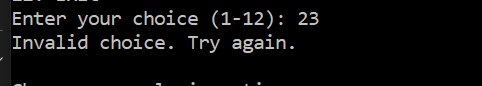 Enter your choice (1-12): 23
Invalid choice. Try again.